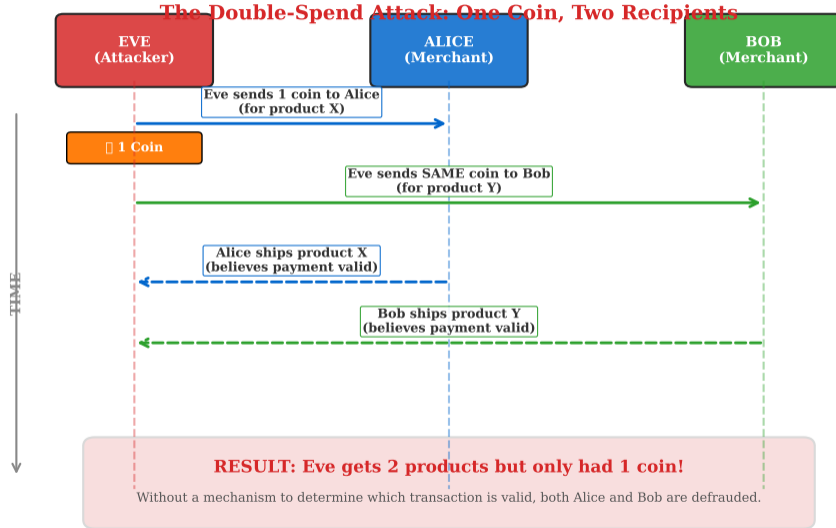 The Double-Spend Attack: One Coin, Two Recipients
EVE
(Attacker)
ALICE
(Merchant)
BOB
(Merchant)
Eve sends 1 coin to Alice
(for product X)
1 Coin
Eve sends SAME coin to Bob
(for product Y)
Alice ships product X
(believes payment valid)
TIME
Bob ships product Y
(believes payment valid)
RESULT: Eve gets 2 products but only had 1 coin!
Without a mechanism to determine which transaction is valid, both Alice and Bob are defrauded.